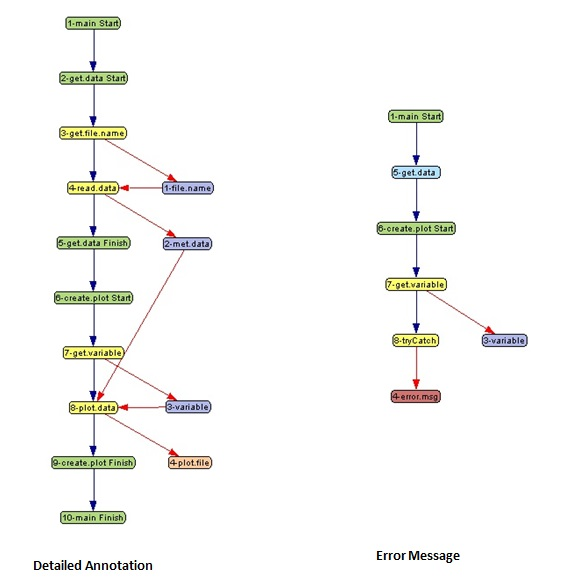 1-main Start
2-get.data Start
3-get.file.name
4-read.data
1-file.name
2-met.data
5-get.data Finish
6-create.plot Start
7-get.variable
8-plot.data
3-variable
4-plot.file
9-create.plot Finish
10-main Finish
Detailed Annotation
1-main Start
5-get.data
6-create.plot Start
7-get.variable
8-tryCatch
3-variable
4-error.msg
Error Message